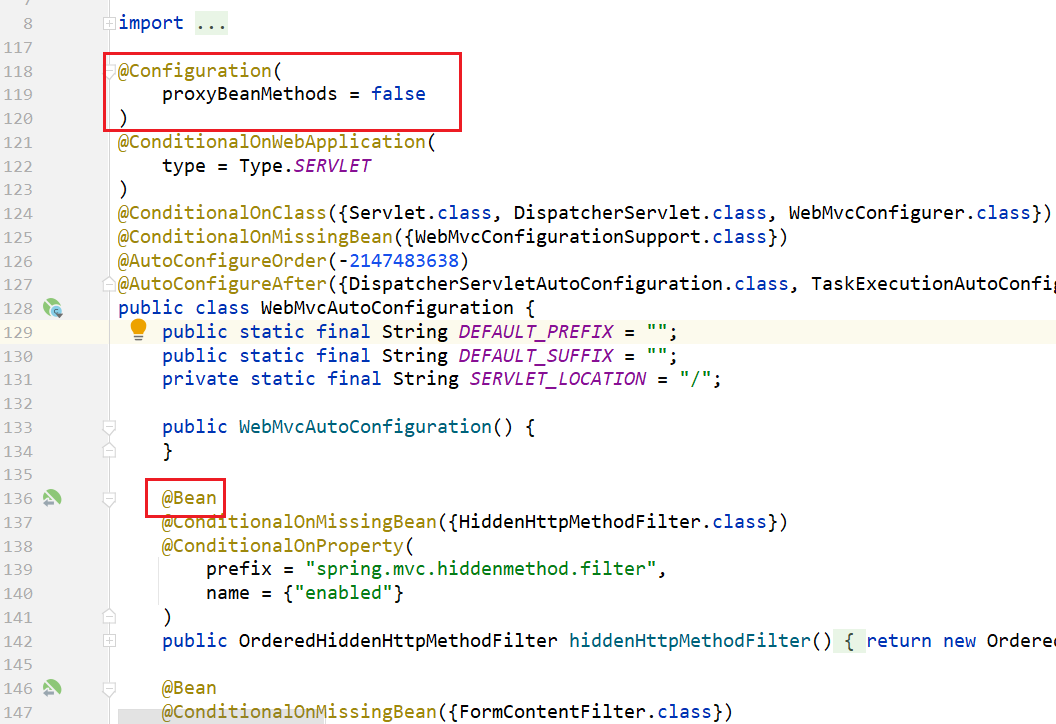 8 import ...
117
118 @Configuration(
119 proxyBeanMethods = false
120 )
121 @ConditionalOnWebApplication(
122 type = Type.SERVLET
123 )
124 @ConditionalOnClass({Servlet.class, DispatcherServlet.class, WebMvcConfigurer.class})
125 @ConditionalOnMissingBean({WebMvcConfigurationSupport.class})
126 @AutoConfigureOrder(-2147483638)
127 @AutoConfigureAfter({DispatcherServletAutoConfiguration.class, TaskExecutionAutoConfig
128 public class WebMvcAutoConfiguration {
129 public static final String DEFAULT_PREFIX = "";
130 public static final String DEFAULT_SUFFIX = "";
131 private static final String SERVLET_LOCATION = "/";
132
133 public WebMvcAutoConfiguration() {
134 }
135
136 @Bean
137 @ConditionalOnMissingBean({HiddenHttpMethodFilter.class})
138 @ConditionalOnProperty(
139 prefix = "spring.mvc.hiddenmethod.filter",
140 name = {"enabled"}
141 )
142 public OrderedHiddenHttpMethodFilter hiddenHttpMethodFilter() { return new Ordered
145
146 @Bean
147 @ConditionalOnMissingBean({FormContentFilter.class})